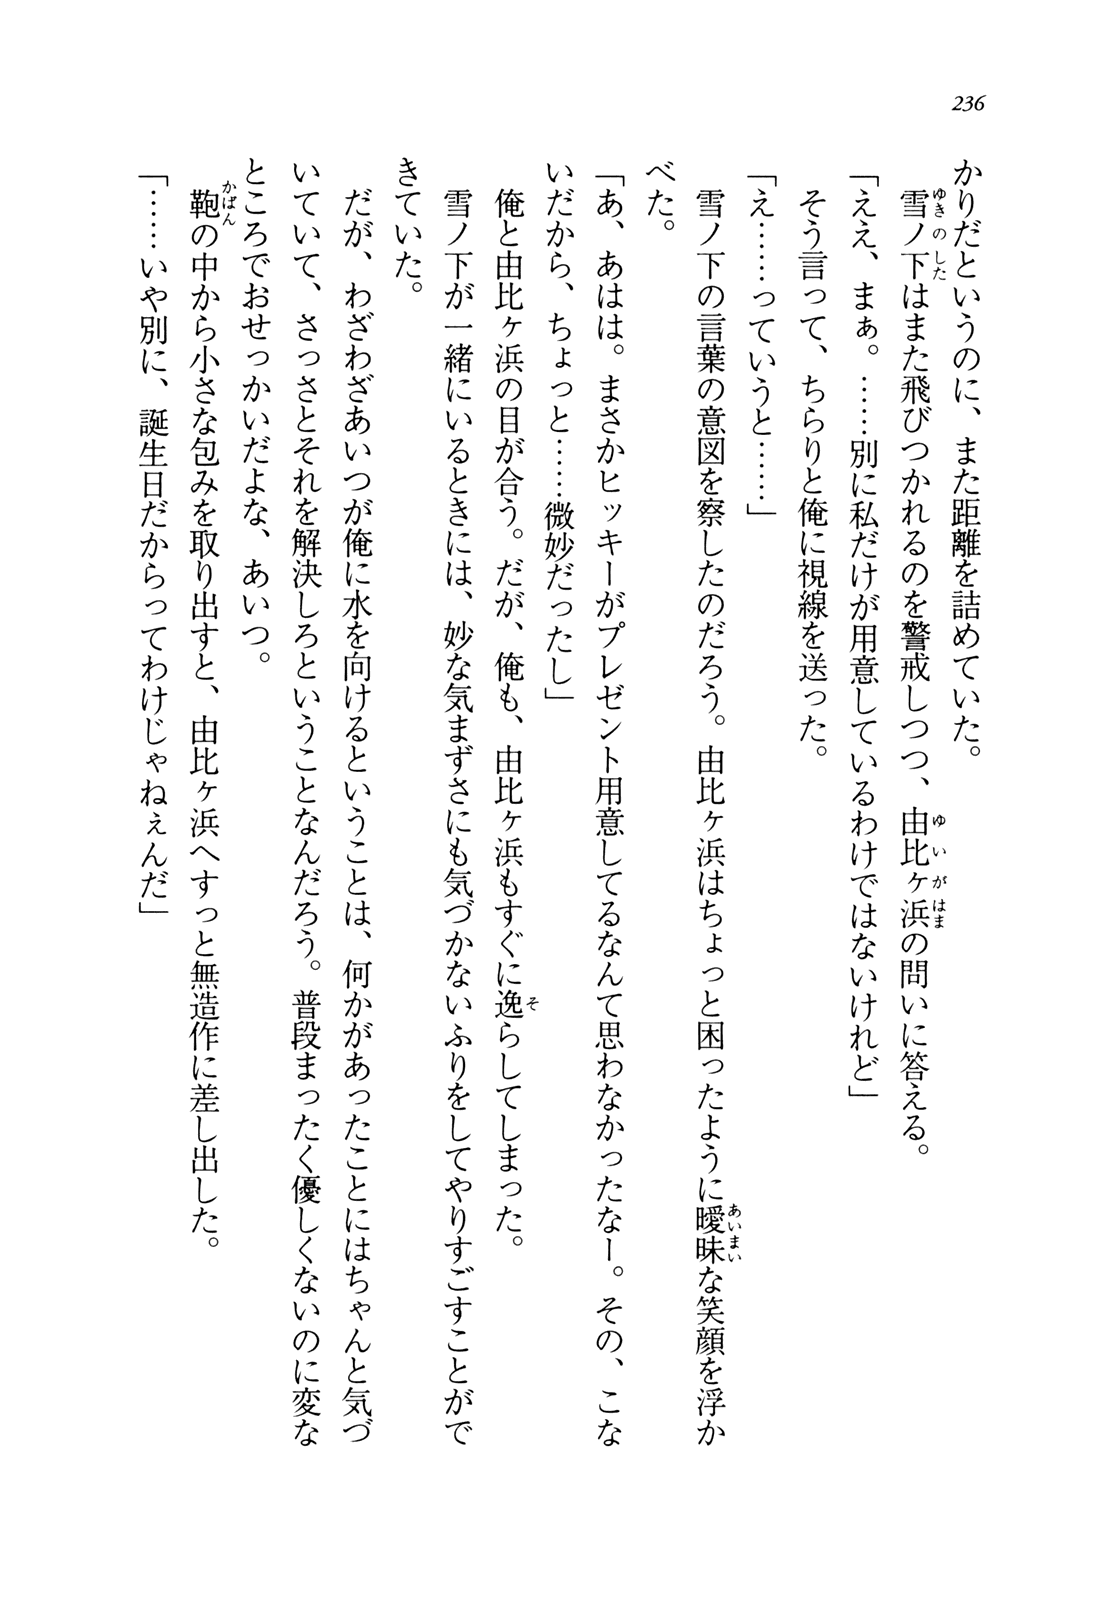 236
かりだというのに、また距離を詰めていた。
　雪ノ下はまた飛びつかれるのを警戒しつつ、由比ヶ浜の問いに答える。
「ええ、まぁ。……別に私だけが用意しているわけではないけれど」
　そう言って、ちらりと俺に視線を送った。
「え……っていうと……」
　雪ノ下の言葉の意図を察したのだろう。由比ヶ浜はちょっと困ったように曖昧な笑顔を浮か
べた。
「あ、あはは。まさかヒッキーがプレゼント用意してるなんて思わなかったなー。その、こな
いだから、ちょっと……微妙だったし」
　俺と由比ヶ浜の目が合う。だが、俺も、由比ヶ浜もすぐに逸らしてしまった。
　雪ノ下が一緒にいるときには、妙な気まずさにも気づかないふりをしてやりすごすことがで
きていた。
　だが、わざわざあいつが俺に水を向けるということは、何かがあったことにはちゃんと気づ
いていて、さっさとそれを解決しろということなんだろう。普段まったく優しくないのに変な
ところでおせっかいだよな、あいつ。
　鞄の中から小さな包みを取り出すと、由比ヶ浜へすっと無造作に差し出した。
「……いや別に、誕生日だからってわけじゃねぇんだ」